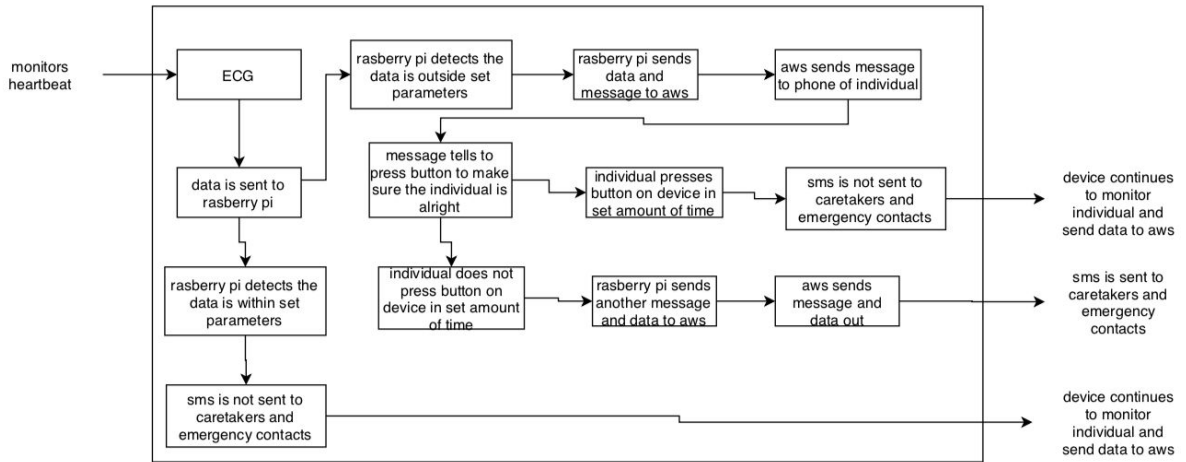 monitors
heartbeat
ECG
rasberry pi detects the
data is outside set
parameters
rasberry pi sends
data and
message to aws
aws sends message
to phone of individual
data is sent to
rasberry pi
message tells to
press button to make
sure the individual is
alright
individual presses
button on device in
set amount of time
sms is not sent to
caretakers and
emergency contacts
device continues
to monitor
individual and
send data to aws
rasberry pi detects the
data is within set
parameters
individual does not
press button on
device in set amount
of time
rasberry pi sends
another message
and data to aws
aws sends
message and
data out
sms is sent to
caretakers and
emergency
contacts
sms is not sent to
caretakers and
emergency contacts
device continues
to monitor
individual and
send data to aws